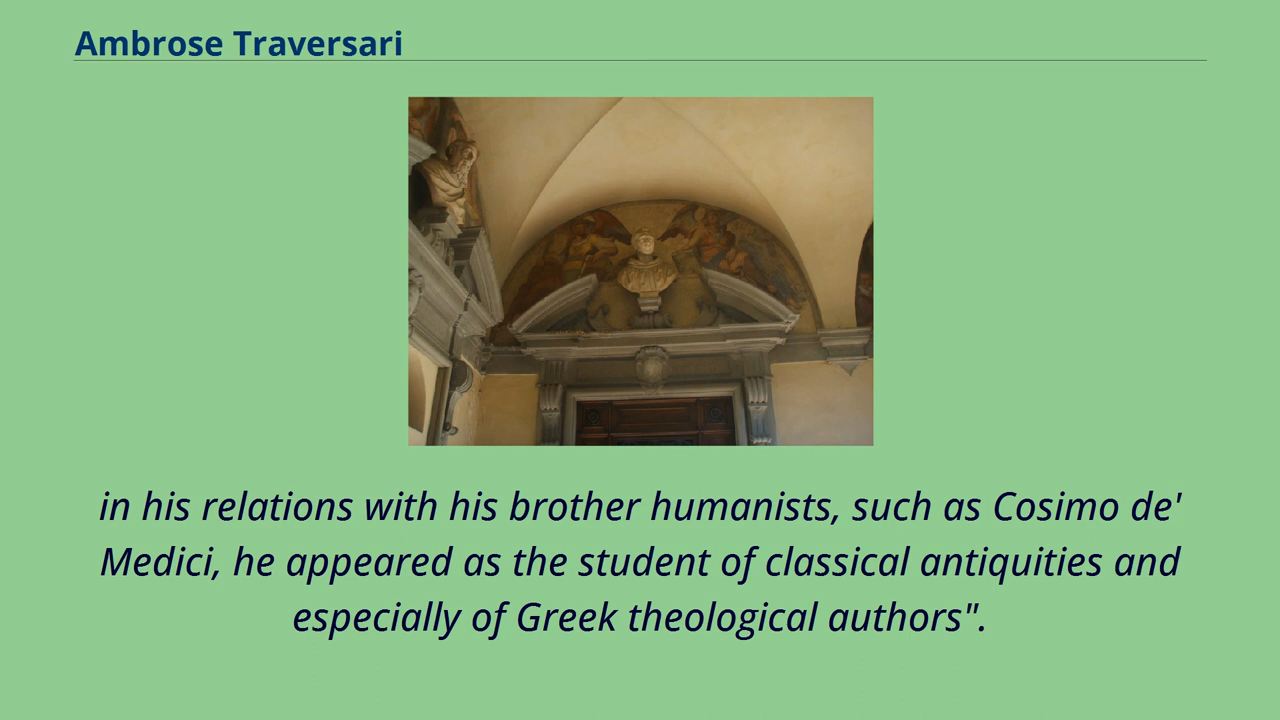 Ambrose Traversari
in his relations with his brother humanists, such as Cosimo de'
Medici, he appeared as the student of classical antiquities and
especially of Greek theological authors".